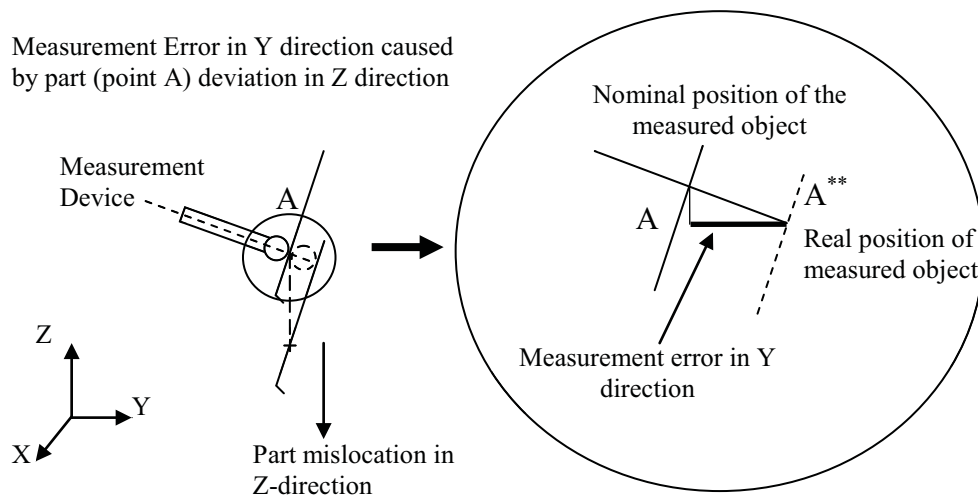 Measurement Error in Y direction caused
by part (point A) deviation in Z direction
Measurement
Device
A
Z
Y
X
Part mislocation in
Z-direction
Nominal position of the
measured object
A
A**
Real position of
measured object
Measurement error in Y
direction